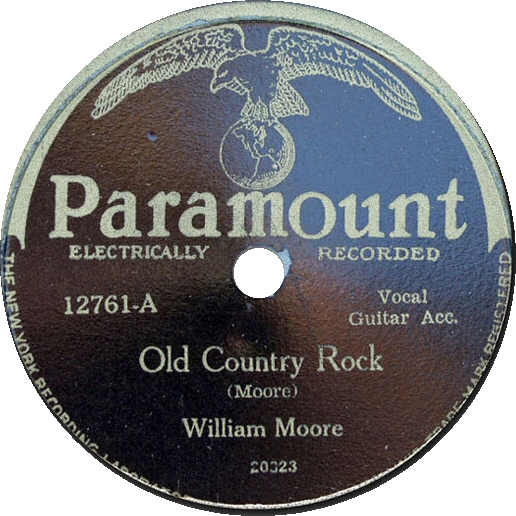 Paramount
ELECTRICALLY RECORDED
12761-A
Vocal
Guitar Acc.
Old Country Rock
(Moore)
William Moore
20323
THE NEW YORK RECORDING
TRADE MARK REGISTERED